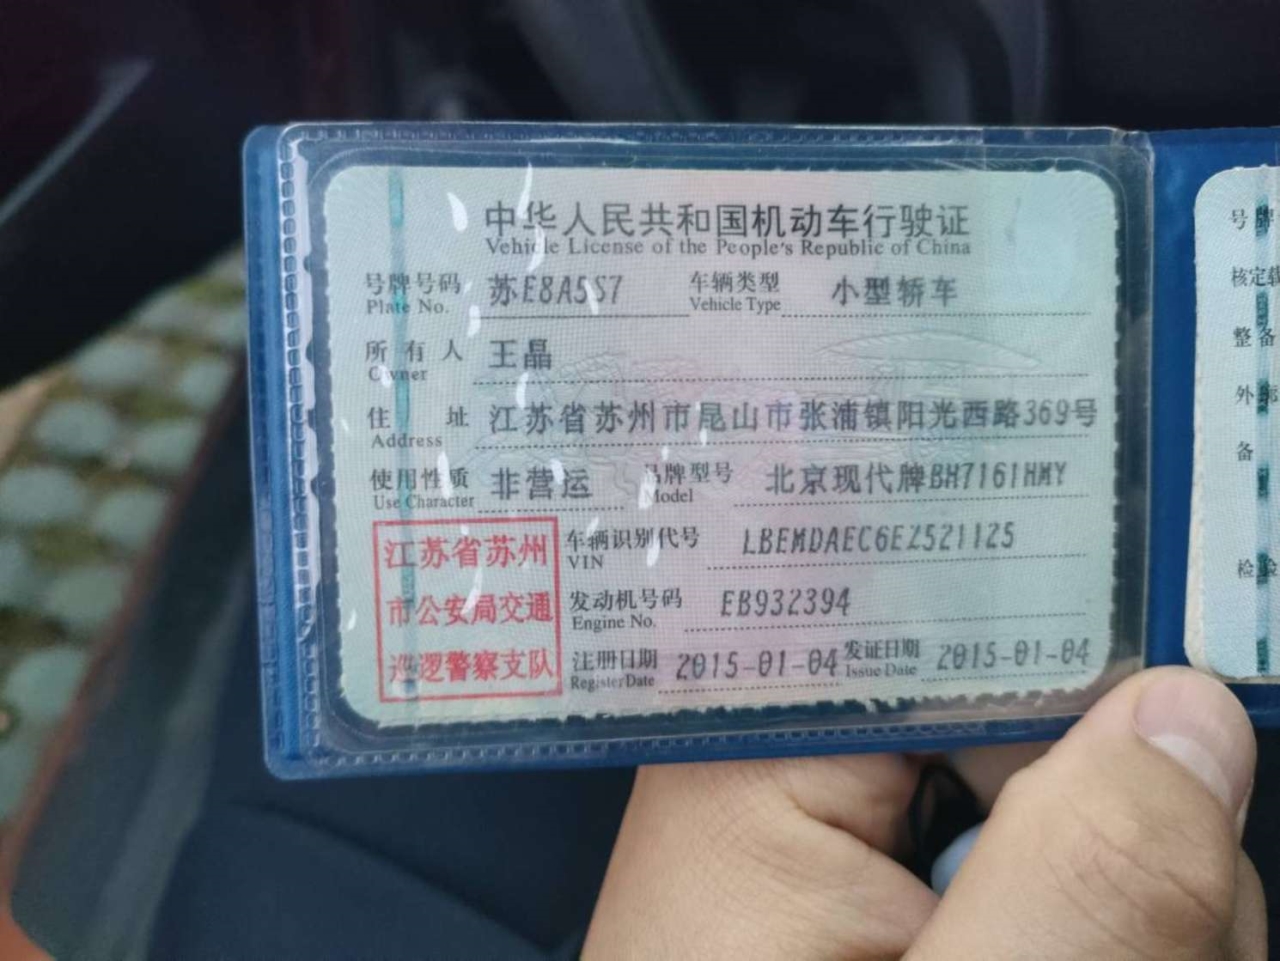 中华人民共和国机动车行驶证
Vehicle License of the People's Republic of China
号牌号码 苏E8A5S7 车辆类型 小型轿车
Plate No. Vehicle Type
所有人 王晶
Owner
住址 江苏省苏州市昆山市张浦镇阳光西路369号
Address
使用性质 非营运 品牌型号 北京现代牌BH7161HMY
Use Character Model
江苏省苏州
市公安局交通
巡逻警察支队
车辆识别代号 LBEMDAEC6EZ521125
VIN
发动机号码 EB932394
Engine No.
注册日期 2015-01-04 发证日期 2015-01-04
Register Date Issue Date
号牌
核定载
整备
外廓
备
检验